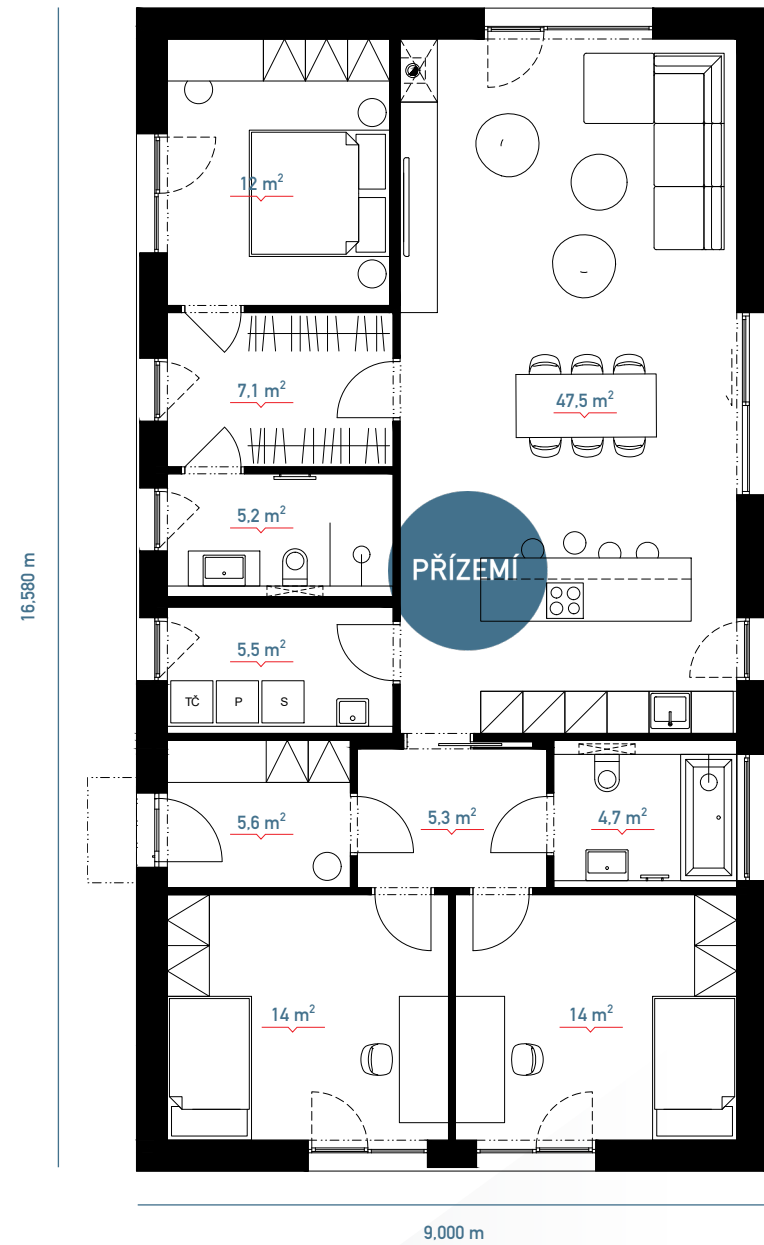 12 m²
7,1 m²
47,5 m²
5,2 m²
PŘÍZEMÍ
16.580 m
5,5 m²
TČ P S
5,6 m²
5,3 m²
4,7 m²
14 m²
14 m²
9,000 m